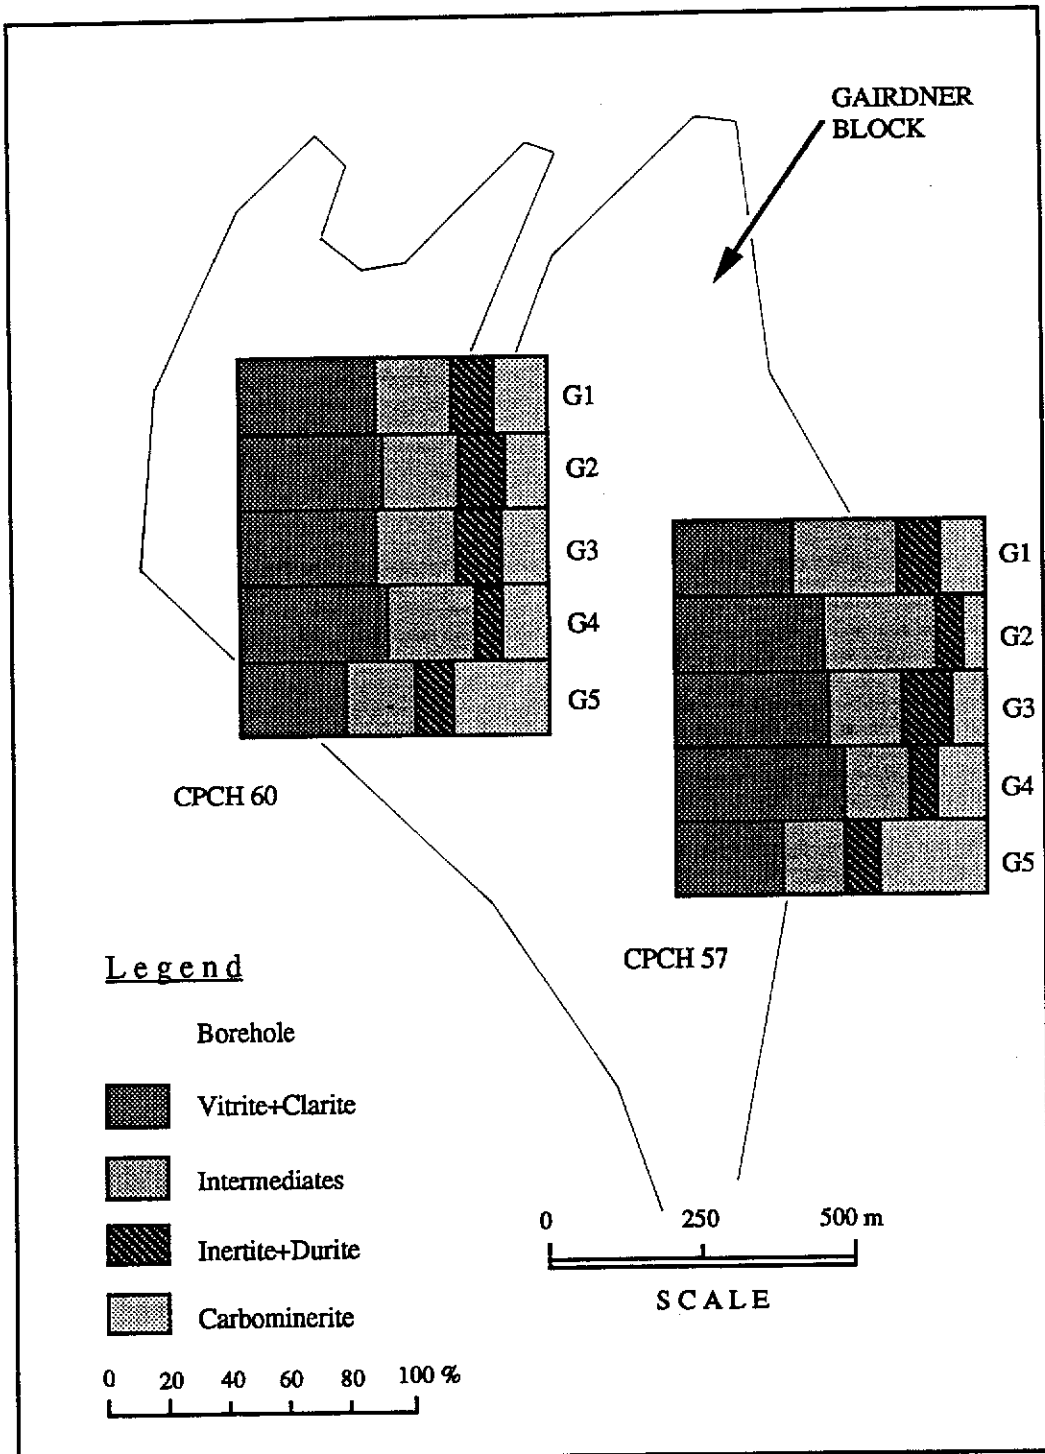 GAIRDNER
BLOCK
G1
G2
G3
G4
G5
CPCH 60
G1
G2
G3
G4
G5
CPCH 57
Legend
Borehole
Vitrite+Clarite
Intermediates
Inertite+Durite
Carbominerite
0 20 40 60 80 100 %
0 250 500 m
SCALE